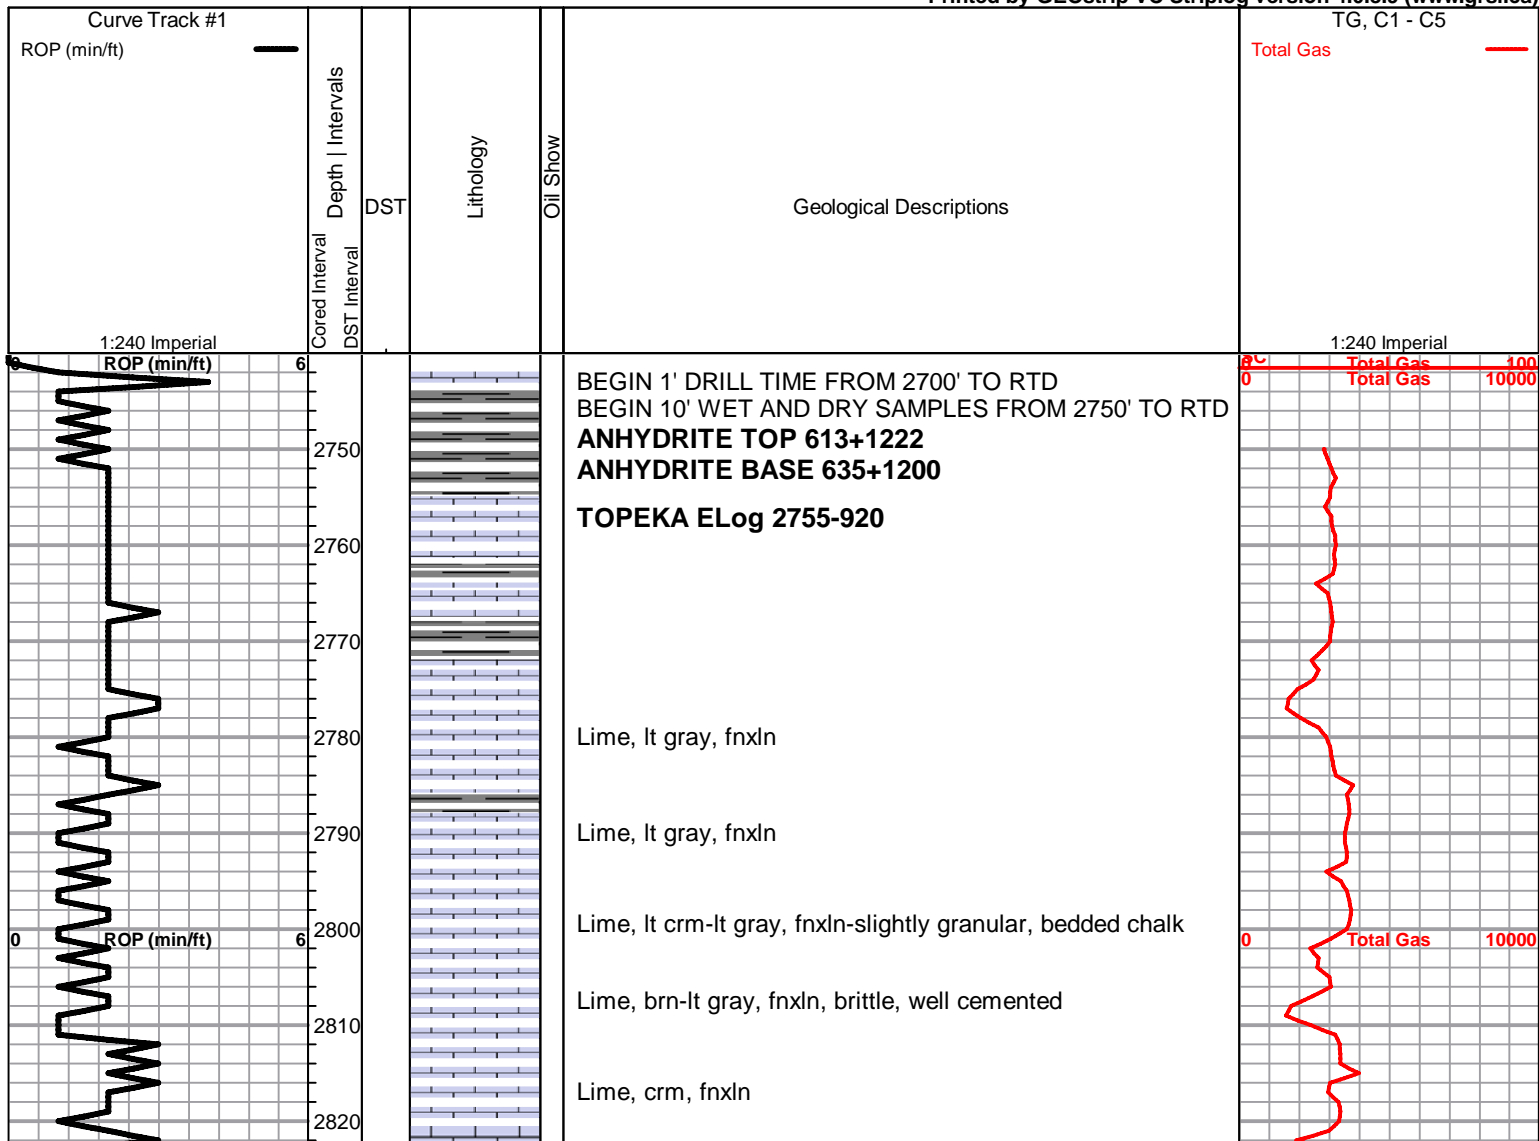 Curve Track #1
ROP (min/ft)
1:240 Imperial
Depth | Intervals
Cored Interval
DST Interval
DST
Lithology
Oil Show
Geological Descriptions
TG, C1 - C5
Total Gas
1:240 Imperial
ROP (min/ft) 6
Total Gas 100
0 Total Gas 10000
BEGIN 1' DRILL TIME FROM 2700' TO RTD
BEGIN 10' WET AND DRY SAMPLES FROM 2750' TO RTD
ANHYDRITE TOP 613+1222
2750
ANHYDRITE BASE 635+1200
TOPEKA ELog 2755-920
2760
2770
2780
Lime, lt gray, fnxln
2790
Lime, lt gray, fnxln
2800
Lime, lt crm-lt gray, fnxln-slightly granular, bedded chalk
0 ROP (min/ft) 6
0 Total Gas 10000
Lime, brn-lt gray, fnxln, brittle, well cemented
2810
Lime, crm, fnxln
2820